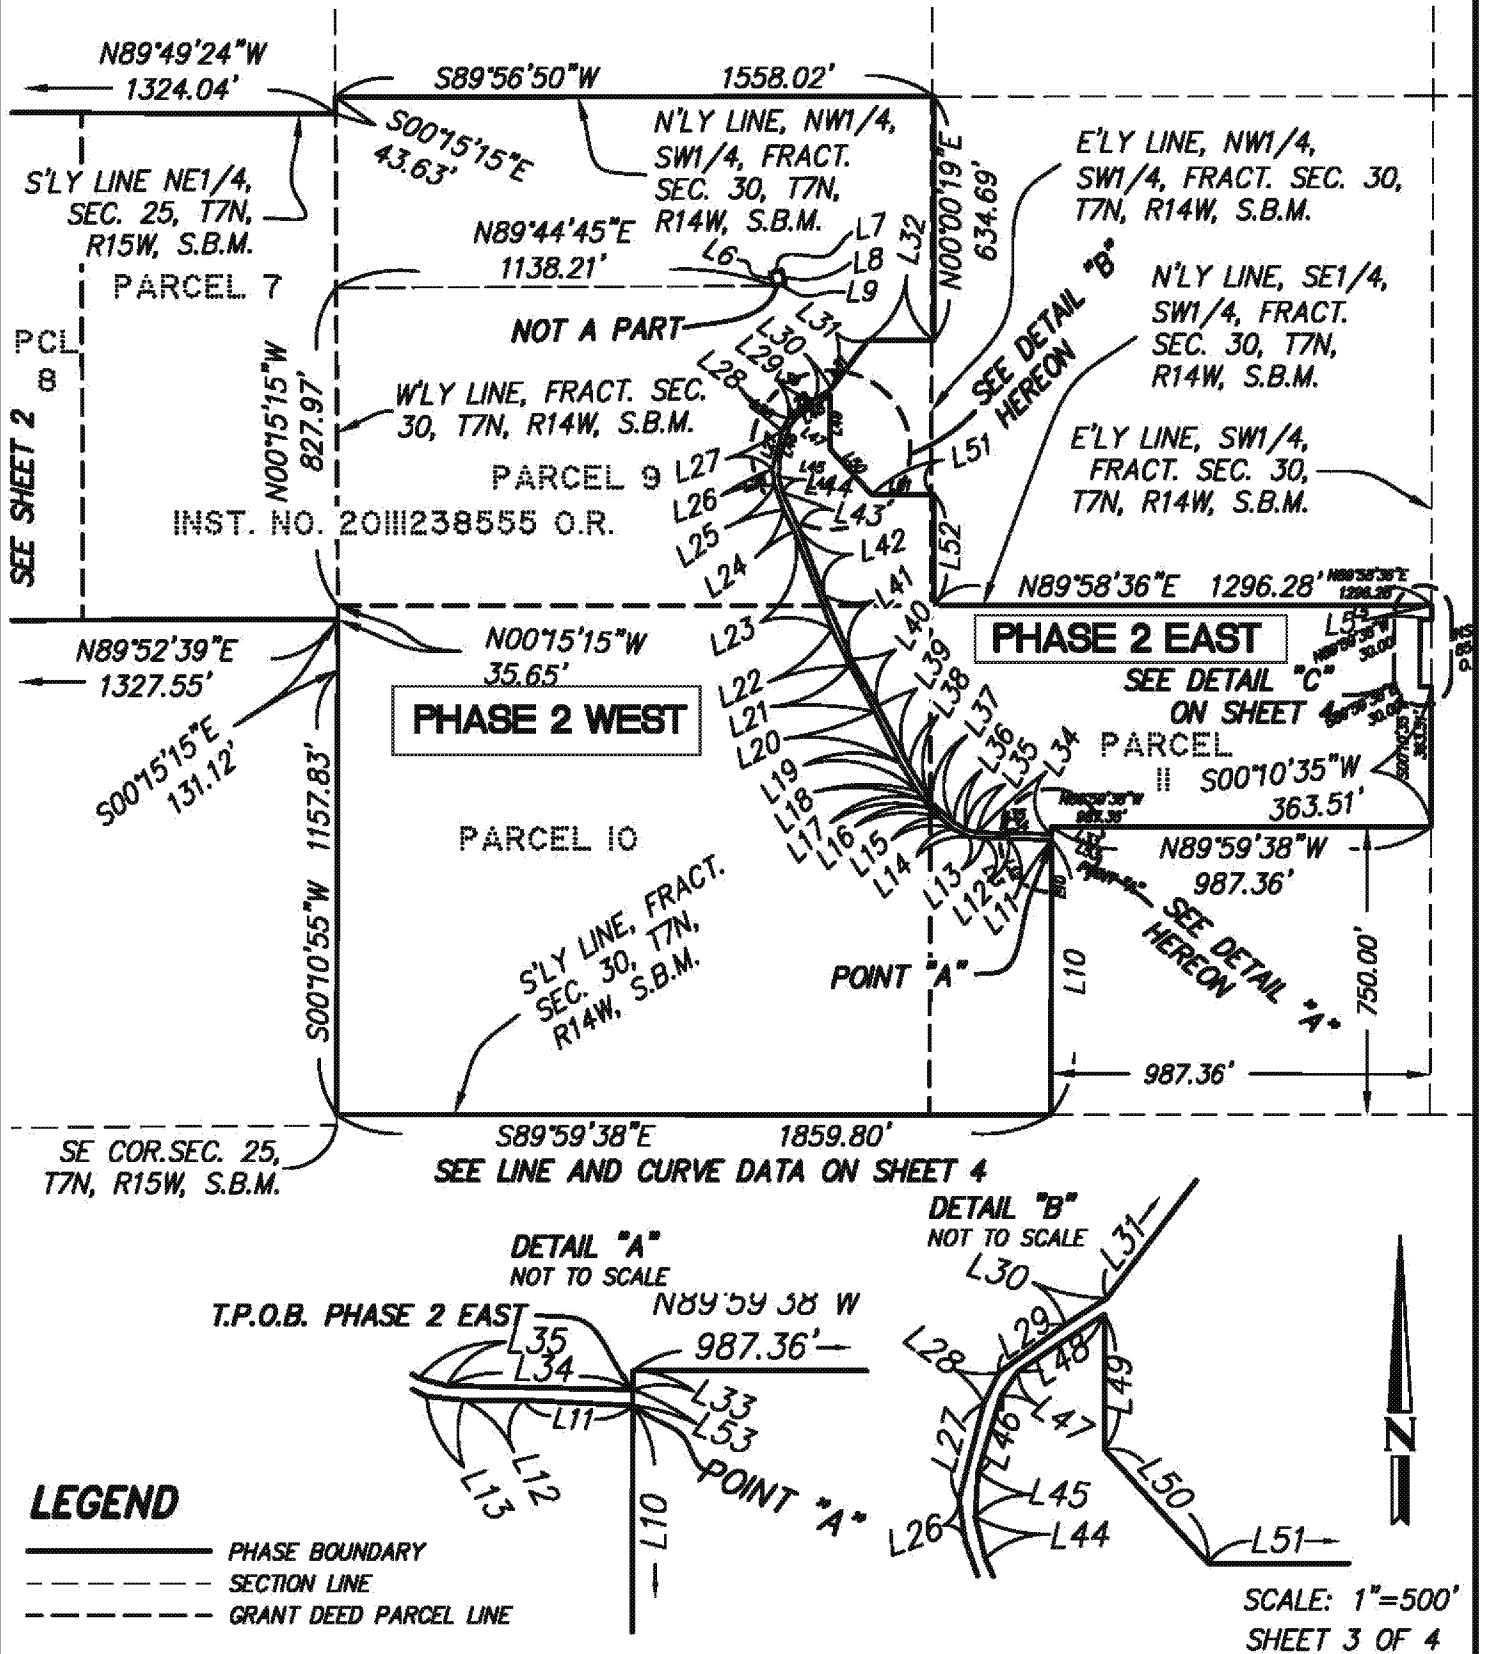 N89°49'24"W
1324.04'
S89°56'50"W 1558.02'
S00°15'15"E
43.63'
N'LY LINE, NW1/4,
SW1/4, FRACT.
SEC. 30, T7N,
R14W, S.B.M.
N00°00'19"E
634.69'
E'LY LINE, NW1/4,
SW1/4, FRACT. SEC. 30,
T7N, R14W, S.B.M.
S'LY LINE NE1/4,
SEC. 25, T7N,
R15W, S.B.M.
N89°44'45"E
1138.21'
L6
L7
L8
L9
L32
SEE DETAIL "B"
HEREON
N'LY LINE, SE1/4,
SW1/4, FRACT.
SEC. 30, T7N,
R14W, S.B.M.
PARCEL 7
NOT A PART
PCL
8
SEE SHEET 2
N00°15'15"W
827.97'
W'LY LINE, FRACT. SEC.
30, T7N, R14W, S.B.M.
L31
L30
L29
L28
L27
L26
L25
L24
L23
PARCEL 9
INST. NO. 20111238555 O.R.
L51
L44
L43
L42
L41
L40
L39
L38
L37
L36
L35
L34
L52
E'LY LINE, SW1/4,
FRACT. SEC. 30,
T7N, R14W, S.B.M.
N89°58'36"E 1296.28'
N89°58'36"E
1296.28'
L5
30.00'
PHASE 2 EAST
SEE DETAIL "C"
ON SHEET 4
30.00'
N89°52'39"E
1327.55'
N00°15'15"W
35.65'
PHASE 2 WEST
S00°15'15"E
131.12'
S00°10'55"W 1157.83'
L22
L21
L20
L19
L18
L17
L16
L15
L14
L13
L12
L11
PARCEL
11
S00°10'35"W
363.51'
PARCEL 10
N89°59'38"W
987.36'
SEE DETAIL "A"
HEREON
POINT "A"
L10
750.00'
S'LY LINE, FRACT.
SEC. 30, T7N,
R14W, S.B.M.
987.36'
SE COR.SEC. 25,
T7N, R15W, S.B.M.
S89°59'38"E 1859.80'
SEE LINE AND CURVE DATA ON SHEET 4
DETAIL "A"
NOT TO SCALE
T.P.O.B. PHASE 2 EAST
N89°59'38"W
987.36'
L35
L34
L33
L53
L11
L12
L13
L10
POINT "A"
DETAIL "B"
NOT TO SCALE
L31
L30
L29
L28
L48
L49
L47
L46
L27
L45
L44
L26
L50
L51
N
LEGEND
PHASE BOUNDARY
SECTION LINE
GRANT DEED PARCEL LINE
SCALE: 1"=500'
SHEET 3 OF 4